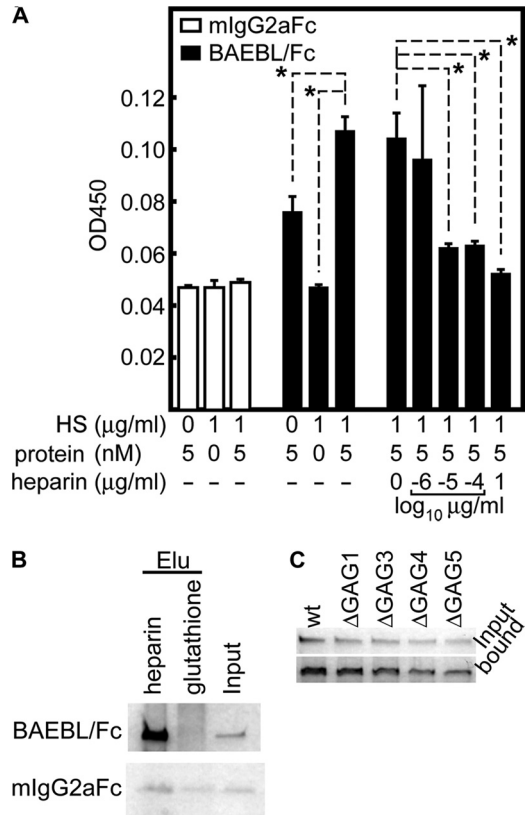 A
mIgG2aFc
BAEBL/Fc
* * * * *
0.12
0.10
0.08
0.06
0.04
0.02
OD450
HS (µg/ml) 0 1 1 0 1 1 1 1 1 1 1
protein (nM) 5 0 5 5 0 5 5 5 5 5 5
heparin (µg/ml) – – – – – – 0 -6 -5 -4 1
log10 µg/ml
B
Elu
heparin glutathione Input
BAEBL/Fc
mIgG2aFc
C
wt ΔGAG1 ΔGAG3 ΔGAG4 ΔGAG5
Input
bound